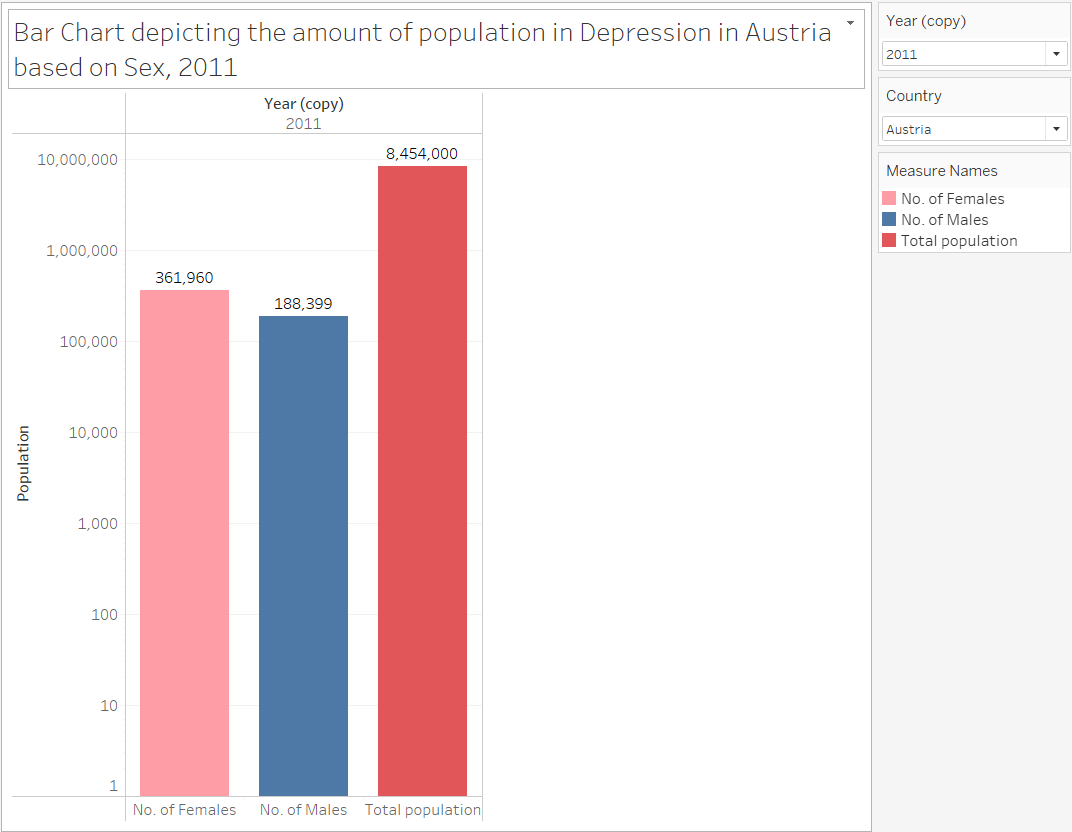 Bar Chart depicting the amount of population in Depression in Austria
based on Sex, 2011
Year (copy)
2011
10,000,000
1,000,000
100,000
10,000
1,000
100
10
1
Population
361,960
188,399
8,454,000
No. of Females
No. of Males
Total population
Year (copy)
2011
Country
Austria
Measure Names
No. of Females
No. of Males
Total population